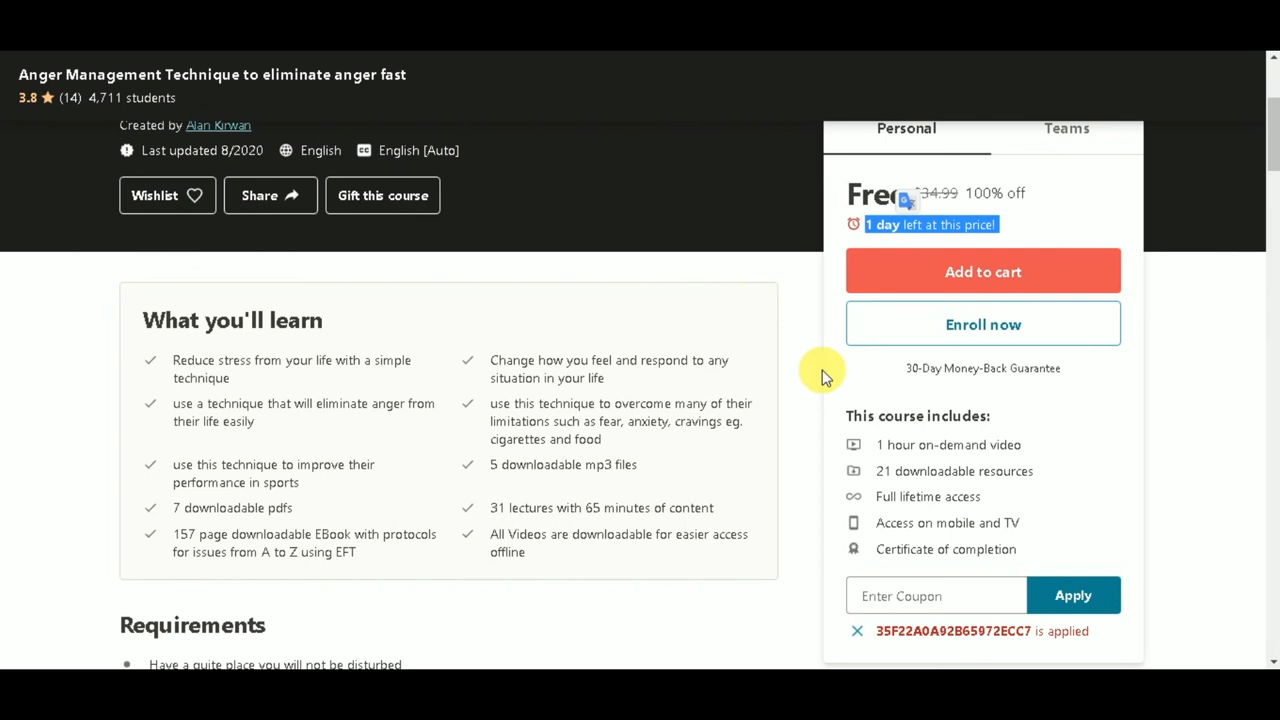 Anger Management Technique to eliminate anger fast
3.8 ★ (14) 4,711 students
Created by Alan Kirwan
Last updated 8/2020 English English [Auto]
Wishlist Share Gift this course
What you'll learn
Reduce stress from your life with a simple
technique
Change how you feel and respond to any
situation in your life
use a technique that will eliminate anger from
their life easily
use this technique to overcome many of their
limitations such as fear, anxiety, cravings eg.
cigarettes and food
use this technique to improve their
performance in sports
5 downloadable mp3 files
7 downloadable pdfs
31 lectures with 65 minutes of content
157 page downloadable EBook with protocols
for issues from A to Z using EFT
All Videos are downloadable for easier access
offline
Requirements
Have a quite place you will not be disturbed
Personal Teams
Free $34.99 100% off
1 day left at this price!
Add to cart
Enroll now
30-Day Money-Back Guarantee
This course includes:
1 hour on-demand video
21 downloadable resources
Full lifetime access
Access on mobile and TV
Certificate of completion
Enter Coupon Apply
35F22A0A92B65972ECC7 is applied